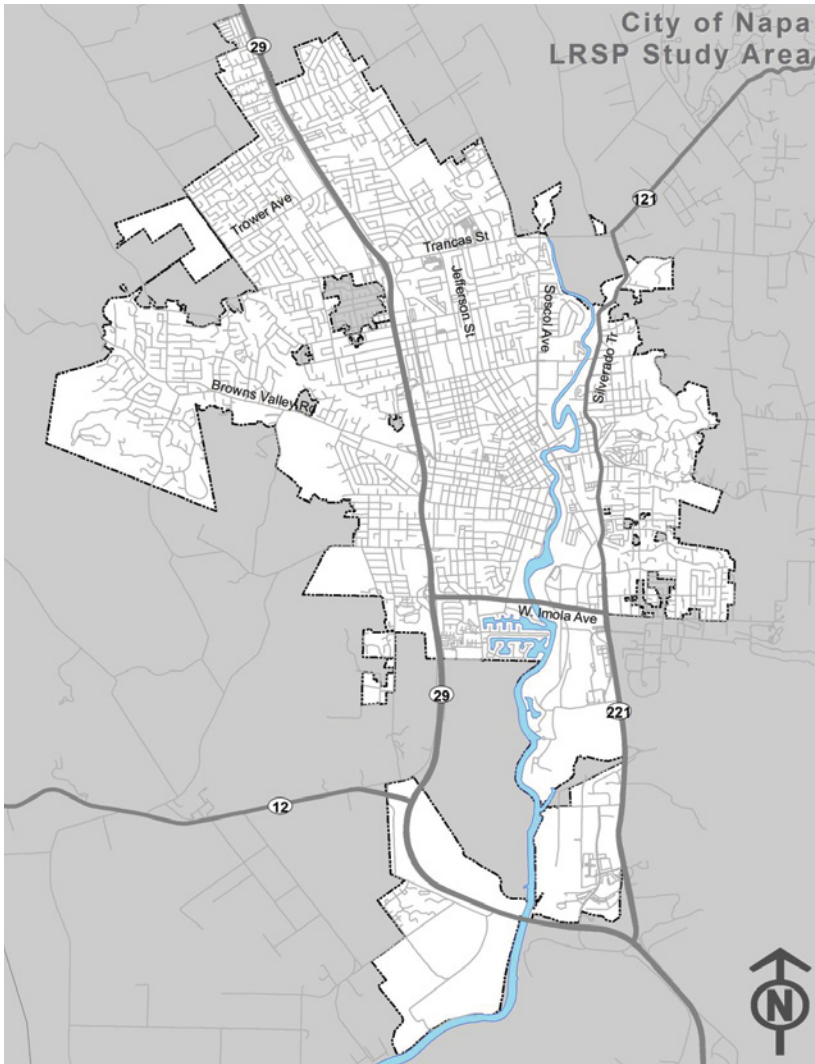 City of Napa
LRSP Study Area
29
121
Trower Ave
Trancas St
Jefferson St
Soscol Ave
Silverado Tr
Browns Valley Rd
W. Imola Ave
29
221
12
N